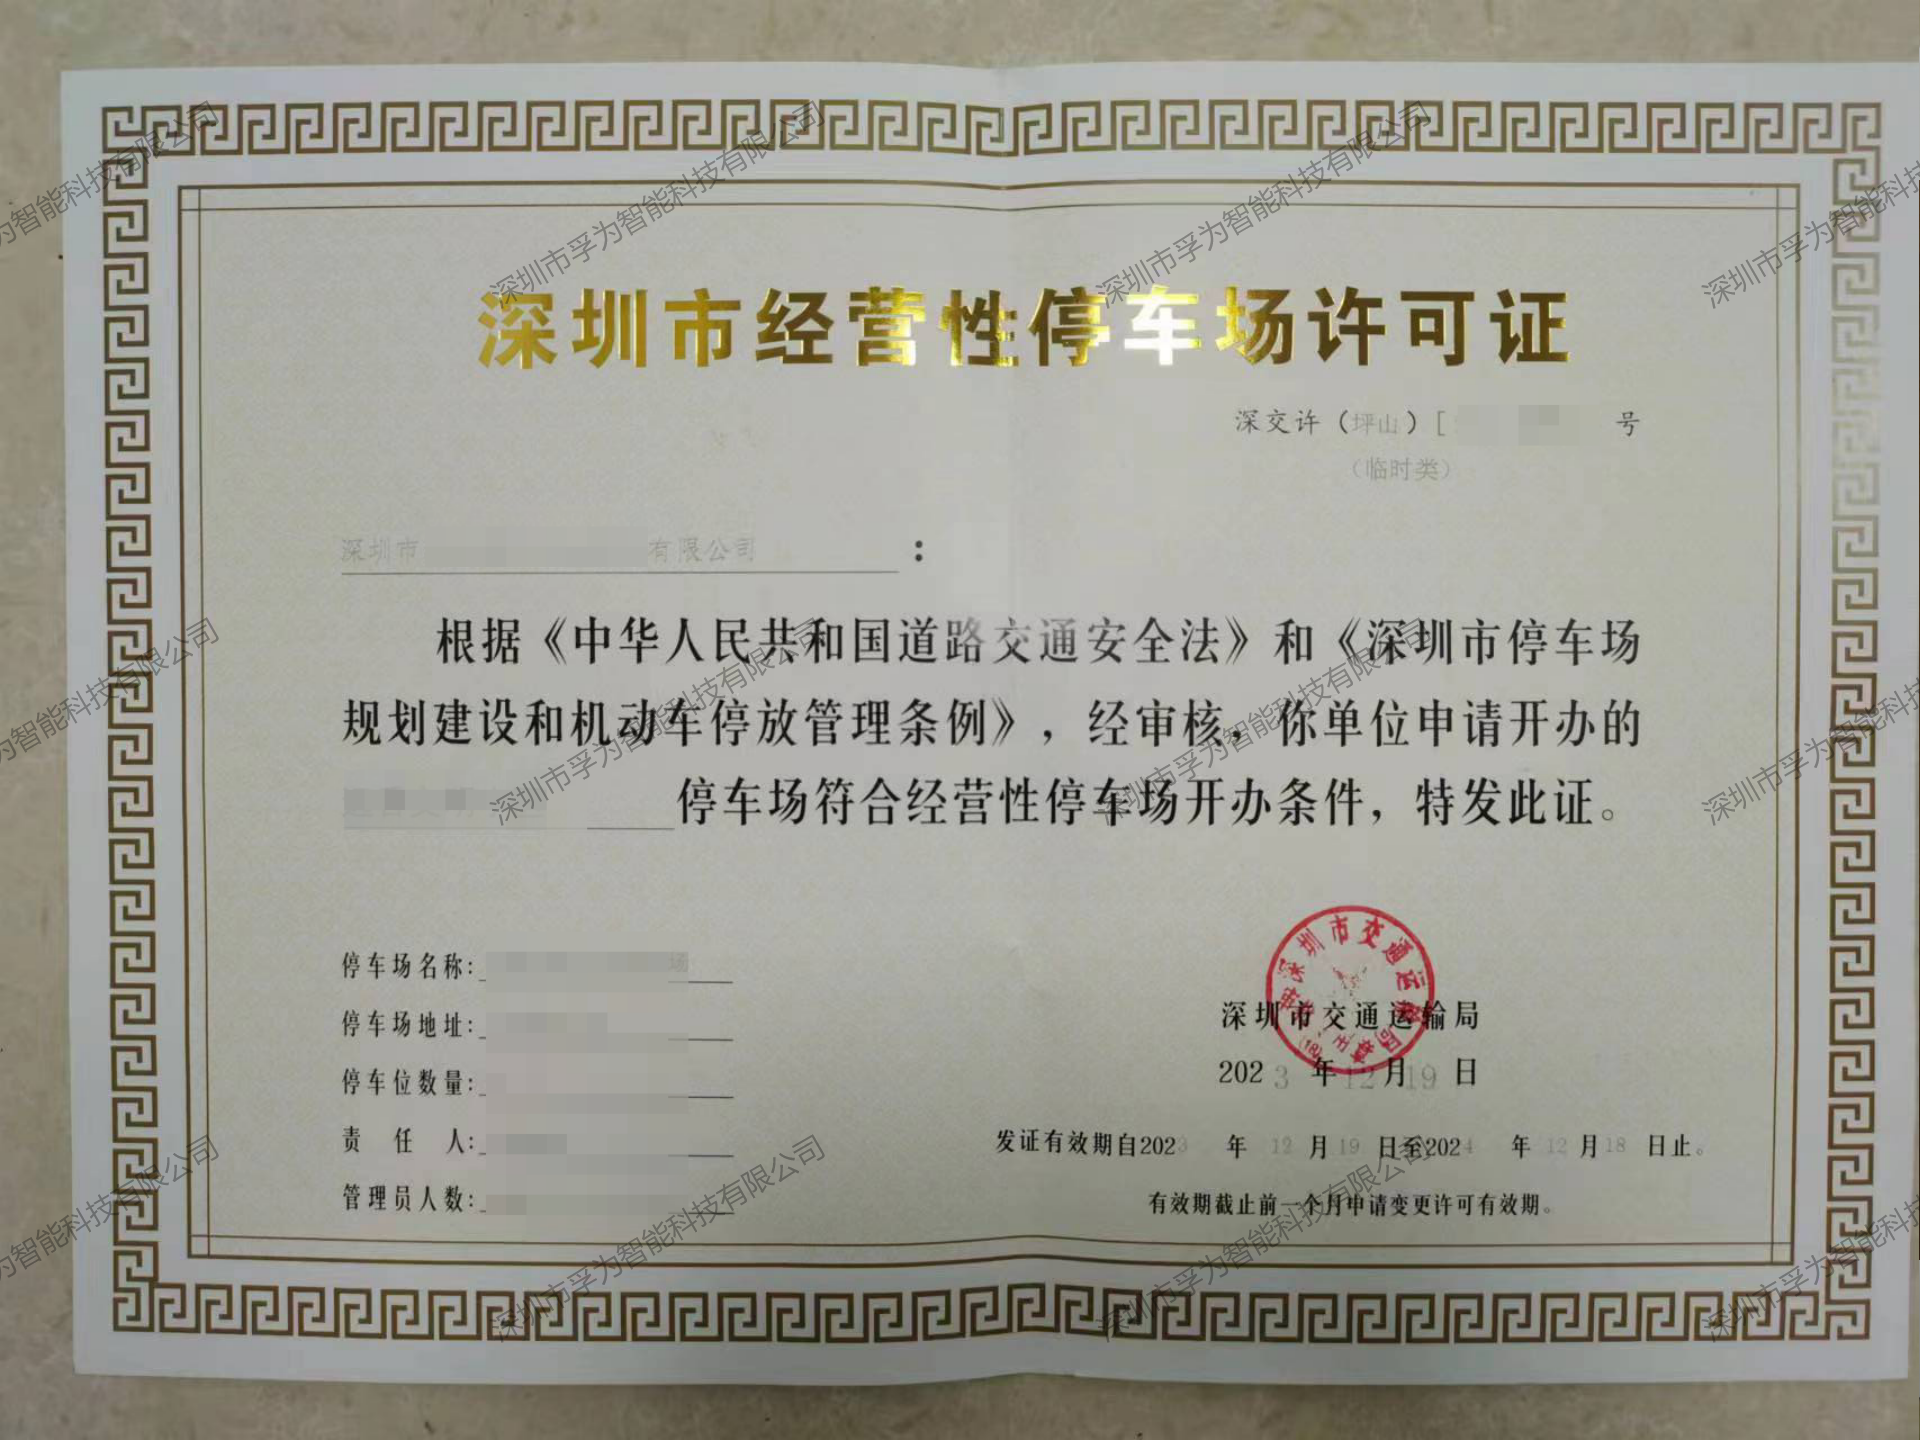 深圳市经营性停车场许可证
深交许（坪山）[ 号
（临时类）
深圳市 有限公司 ：
根据《中华人民共和国道路交通安全法》和《深圳市停车场
规划建设和机动车停放管理条例》，经审核，你单位申请开办的
停车场符合经营性停车场开办条件，特发此证。
停车场名称: 场
停车场地址:
停车位数量:
责 任 人:
管理员人数:
深圳市交通运输局
深圳市交通运输局
2023 年 12 月 19 日
发证有效期自2023 年 12 月 19 日至2024 年 12 月 18 日止。
有效期截止前一个月申请变更许可有效期。
深圳市孚为智能科技有限公司